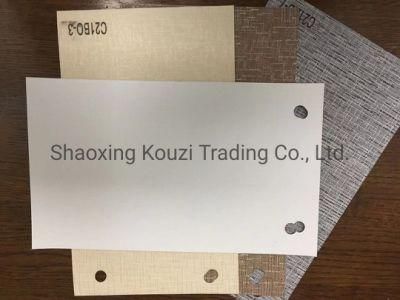 C21BO-3
Shaoxing Kouzi Trading Co., Ltd.